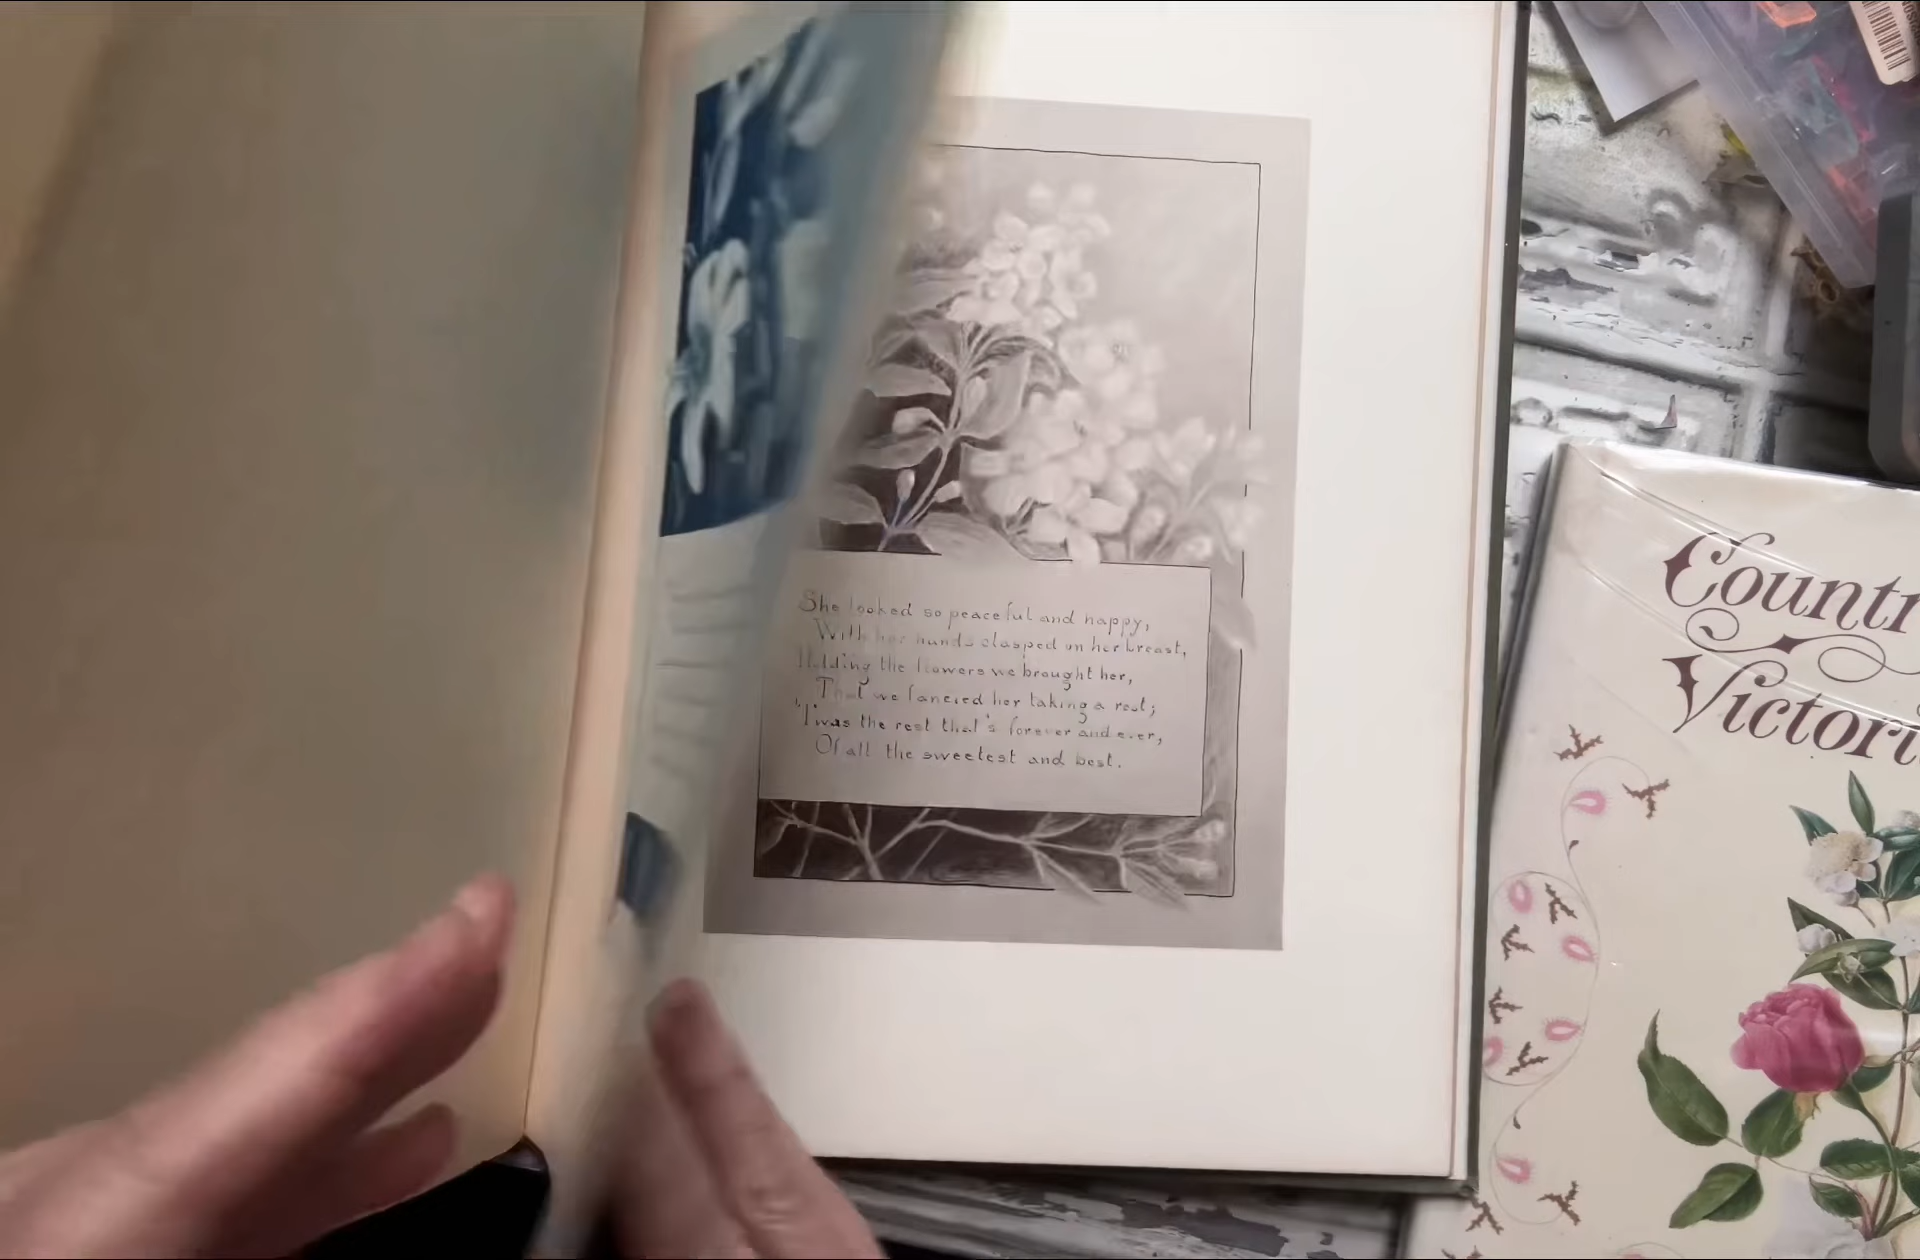 She looked so peaceful and happy,
With her hands clasped on her breast,
Holding the flowers we brought her,
That we fancied her taking a rest;
'Twas the rest that's forever and ever,
Of all the sweetest and best.
Countr
Victori